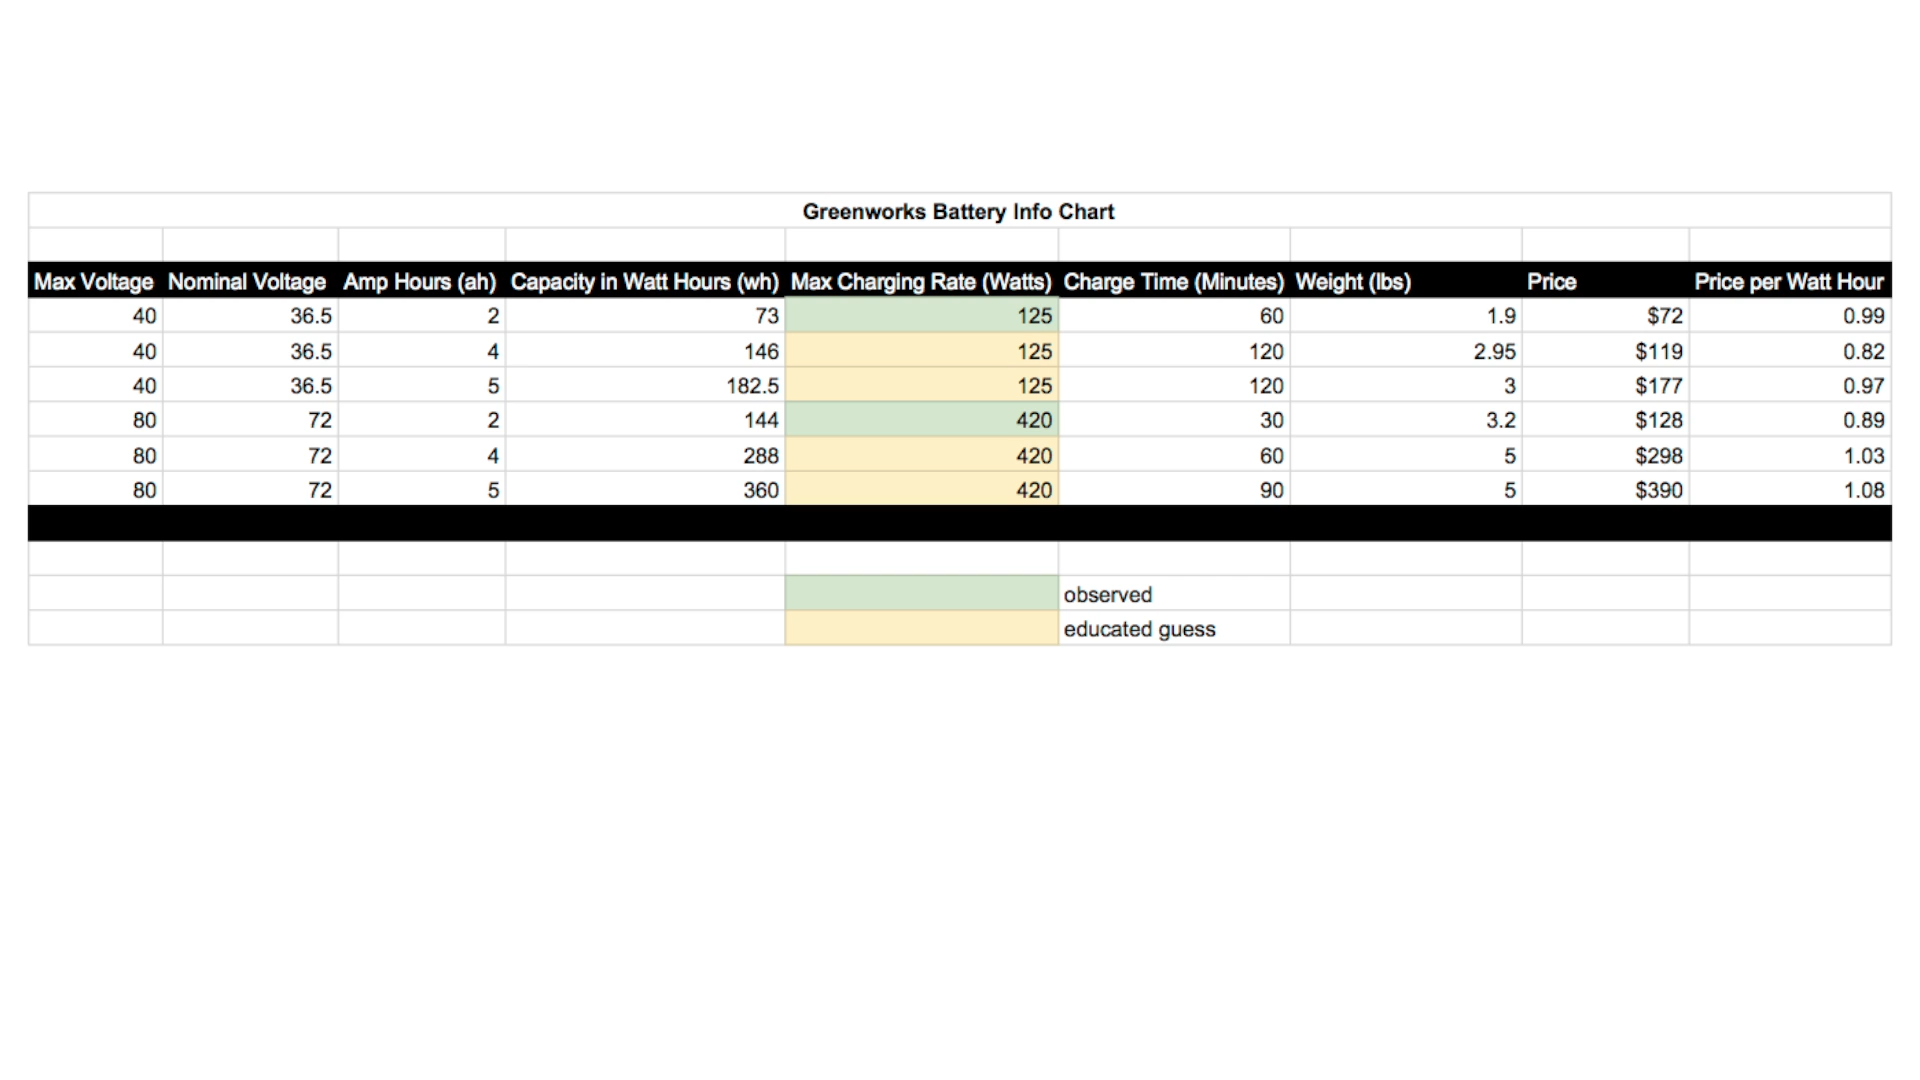 Greenworks Battery Info Chart
Max Voltage Nominal Voltage Amp Hours (ah) Capacity in Watt Hours (wh) Max Charging Rate (Watts) Charge Time (Minutes) Weight (lbs) Price Price per Watt Hour
40 36.5 2 73 125 60 1.9 $72 0.99
40 36.5 4 146 125 120 2.95 $119 0.82
40 36.5 5 182.5 125 120 3 $177 0.97
80 72 2 144 420 30 3.2 $128 0.89
80 72 4 288 420 60 5 $298 1.03
80 72 5 360 420 90 5 $390 1.08
observed
educated guess